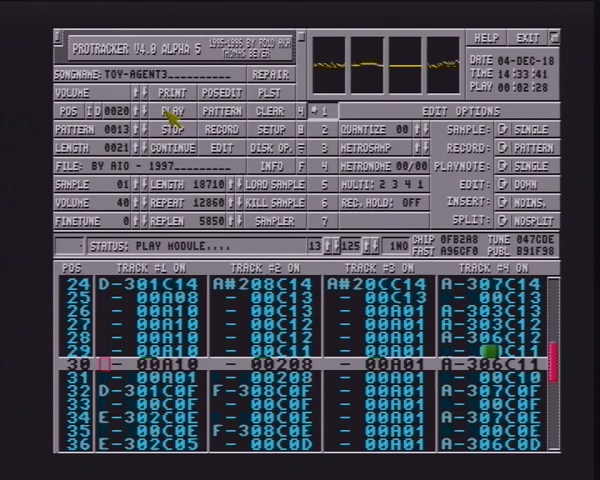 PROTRACKER V4.0 ALPHA 5
HELP EXIT
DATE 04-DEC-18
TIME 14:33:41
PLAY 00:02:28
SONGNAME: TOY-AGENT3__________ REPAIR
VOLUME PRINT POSEDIT PLST
POS I D 0020 PLAY PATTERN CLEAR 1 EDIT OPTIONS
PATTERN 0013 STOP RECORD SETUP 2 QUANTIZE 00 SAMPLE: SINGLE
LENGTH 0021 CONTINUE EDIT DISK OP. 3 METROSAMP RECORD: PATTERN
FILE: BY AIO - 1997__________ INFO 4 METRONOME 00/00 PLAYNOTE: SINGLE
SAMPLE 01 LENGTH 18710 LOAD SAMPLE 5 MULTI: 2 3 4 1 EDIT: DOWN
VOLUME 40 REPEAT 12860 KILL SAMPLE 6 REC.HOLD: OFF INSERT: NOINS.
FINETUNE 0 REPLEN 5850 SAMPLER 7 SPLIT: NOSPLIT
STATUS: PLAY MODULE.... 13 125 1NO CHIP 0FB2A8 TUNE 047CDE
FAST A96CF0 PUBL B91F98
POS TRACK #1 ON TRACK #2 ON TRACK #3 ON TRACK #4 ON
24 D-301C14 A#208C14 A#20CC14 A-307C14
25 - 00A08 - 00C13 - 00C13 - 00C13
26 - 00A10 - 00C13 - 00A01 A-303C13
27 - 00A10 - 00C12 - 00A01 A-303C12
28 - 00A10 - 00C12 - 00A01 A-306C12
29 - 00A10 - 00C11 - 00A01
30 - 00A10 - 00208 - 00A01 A-306C11
31 - 00A01 - 00208 - 00A01 - 00C10
32 D-301C0F F-308C0F - 00A01 A-307C0F
33 - 00C0F - 00C0F - 00A01 - 00C0F
34 E-302C0E - 00C0E - 00A01 A-307C0E
35 - 00C0E F-308C0E - 00A01 - 00C0E
36 E-302C05 - 00C0D - 00A01 A-306C0D